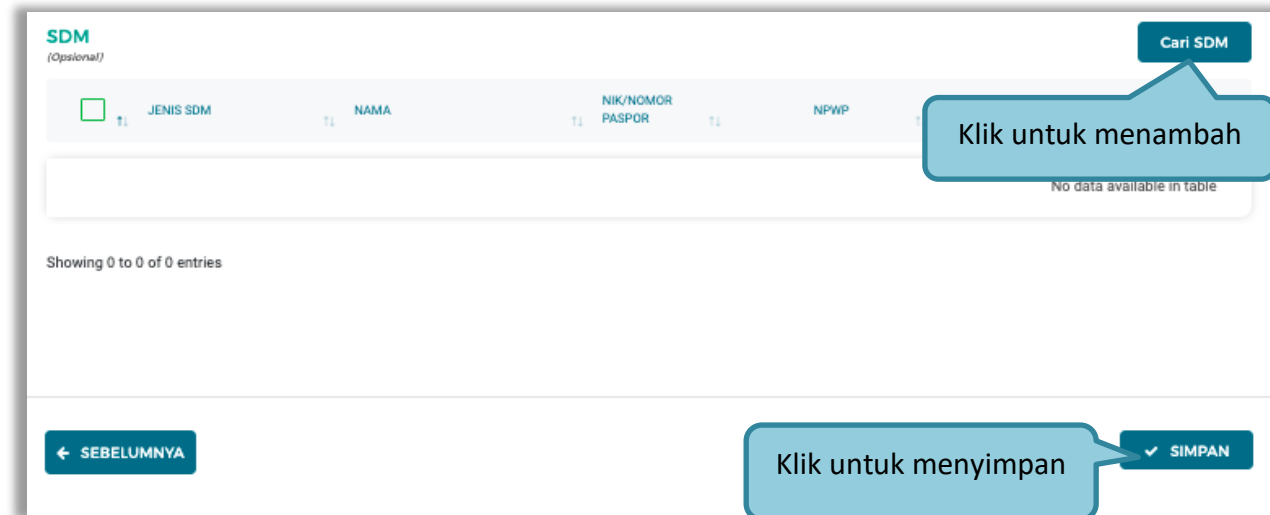 SDM
(Opsional)
Cari SDM
JENIS SDM
NAMA
NIK/NOMOR
PASPOR
NPWP
Klik untuk menambah
No data available in table
Showing 0 to 0 of 0 entries
SEBELUMNYA
Klik untuk menyimpan
SIMPAN